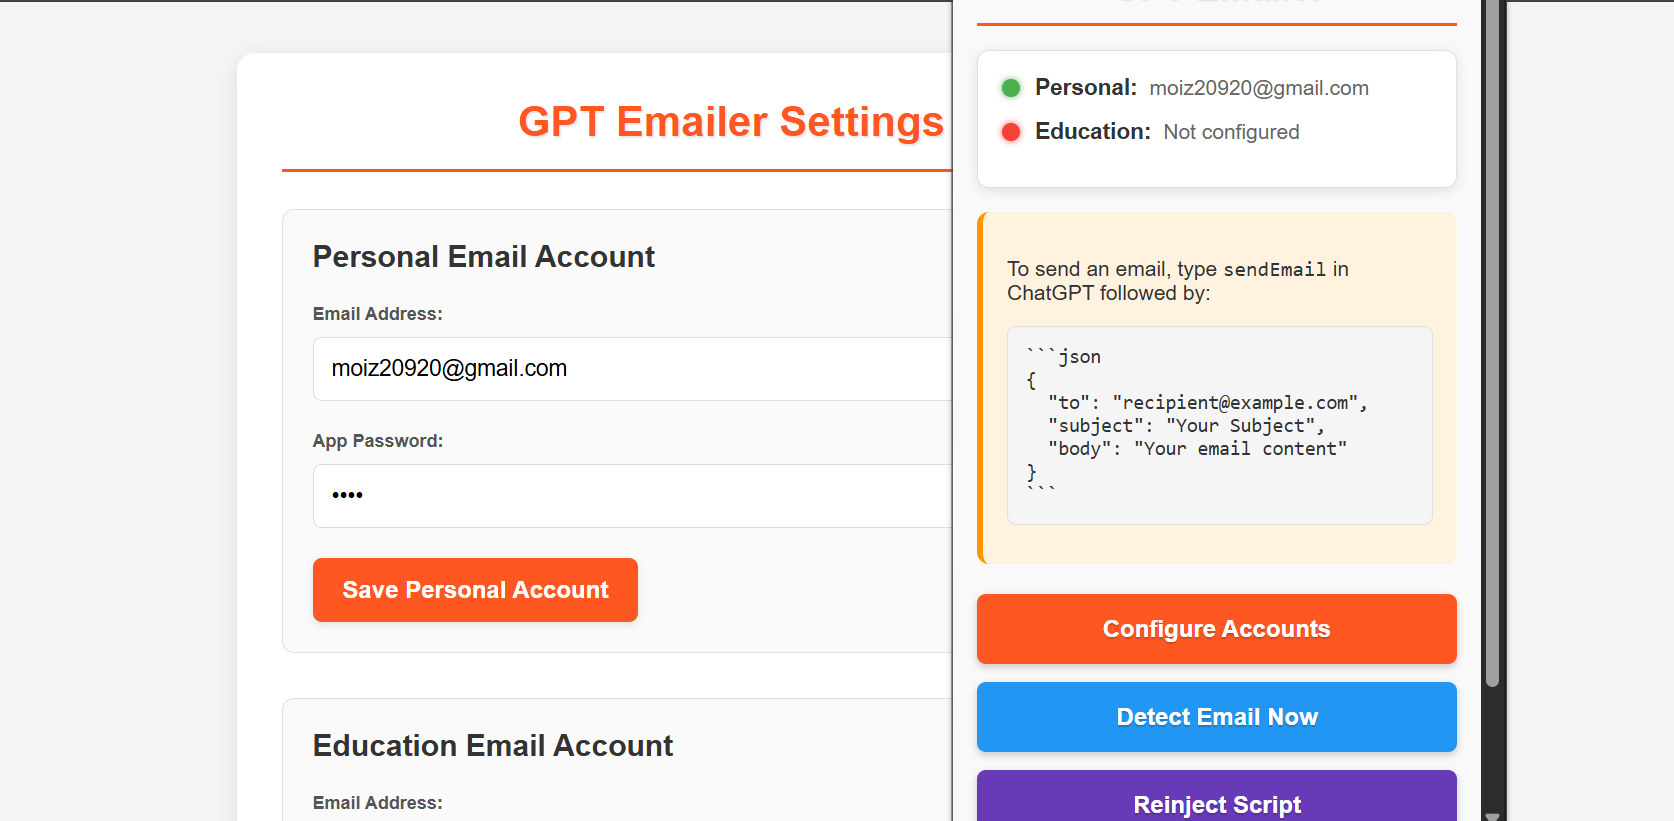 GPT Emailer Settings
Personal Email Account
Email Address:
moiz20920@gmail.com
App Password:
••••
Save Personal Account
Education Email Account
Email Address:
Personal: moiz20920@gmail.com
Education: Not configured
To send an email, type sendEmail in
ChatGPT followed by:
```json
{
"to": "recipient@example.com",
"subject": "Your Subject",
"body": "Your email content"
}
```
Configure Accounts
Detect Email Now
Reinject Script